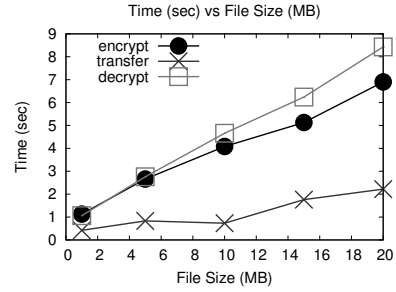 Time (sec) vs File Size (MB)
9
8
7
6
5
4
3
2
1
0
encrypt
transfer
decrypt
Time (sec)
0 2 4 6 8 10 12 14 16 18 20
File Size (MB)